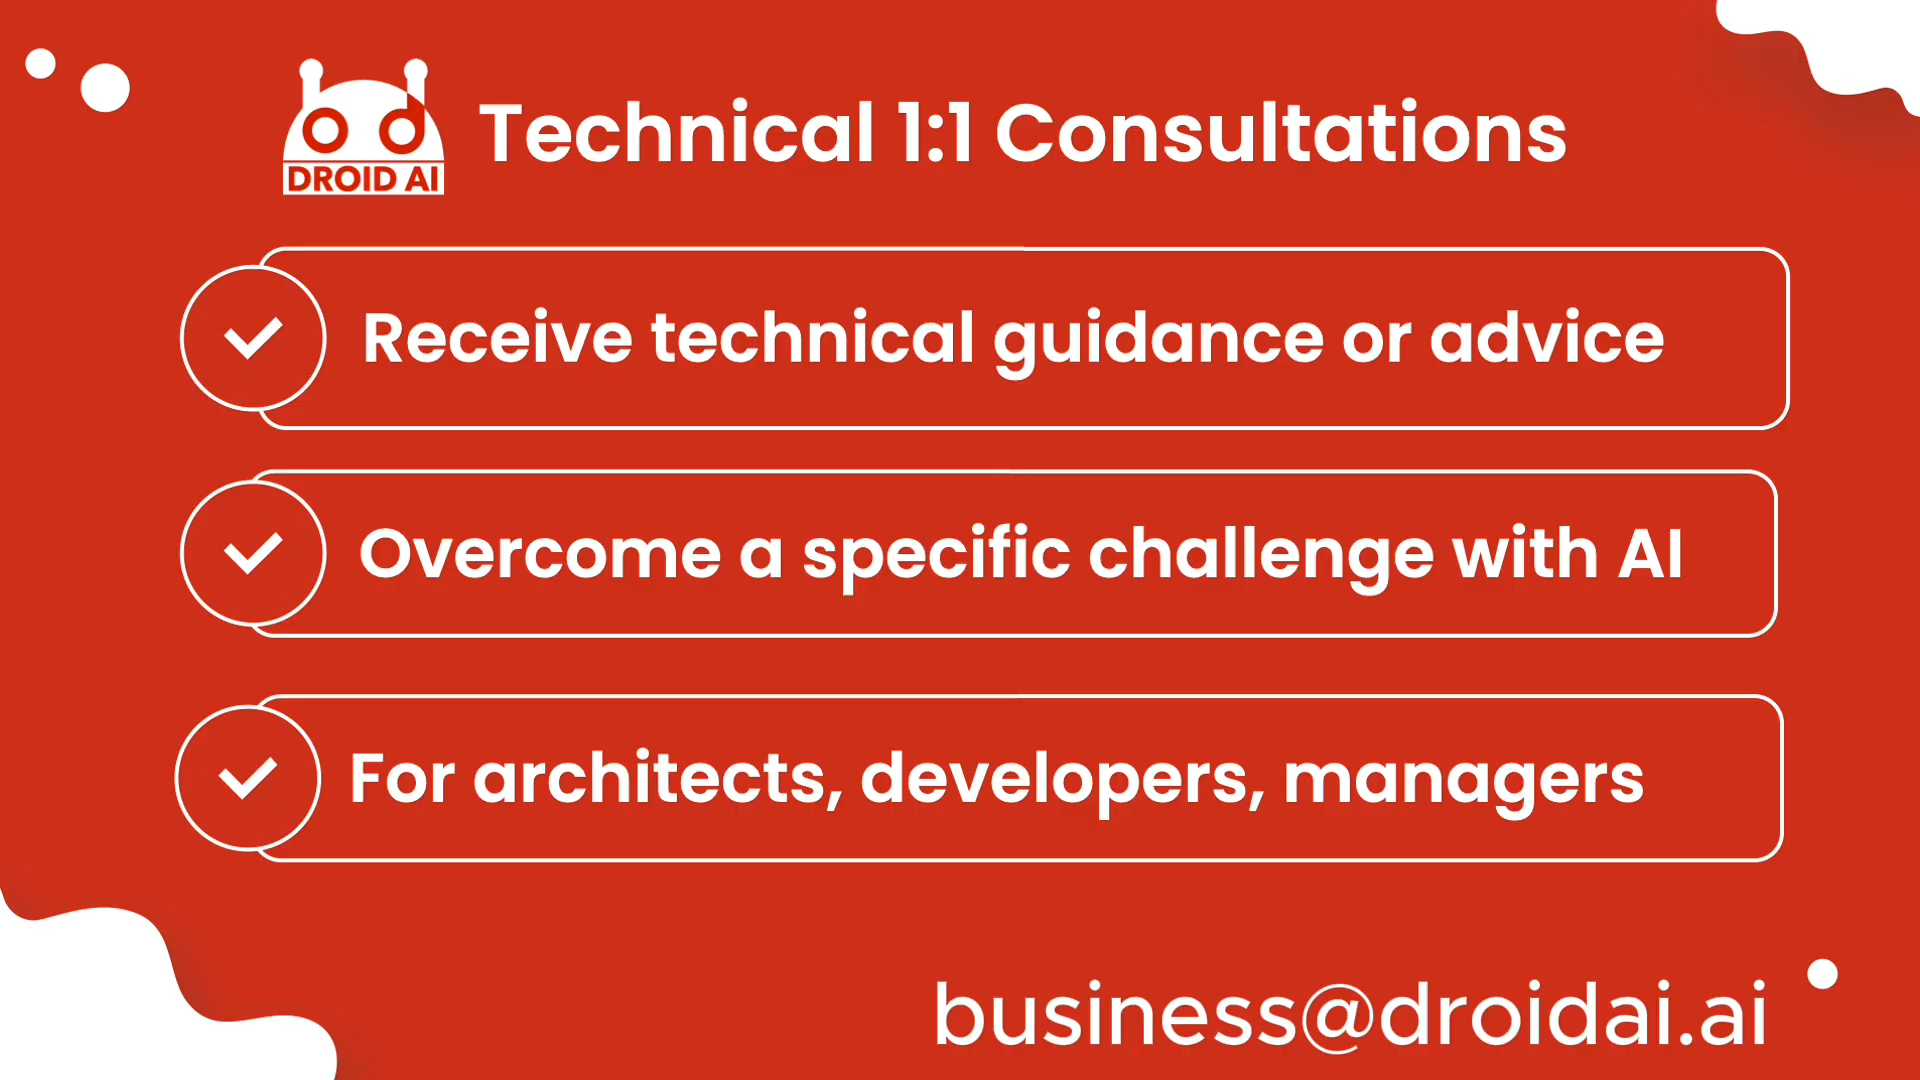 DROID AI
Technical 1:1 Consultations
Receive technical guidance or advice
Overcome a specific challenge with AI
For architects, developers, managers
business@droidai.ai